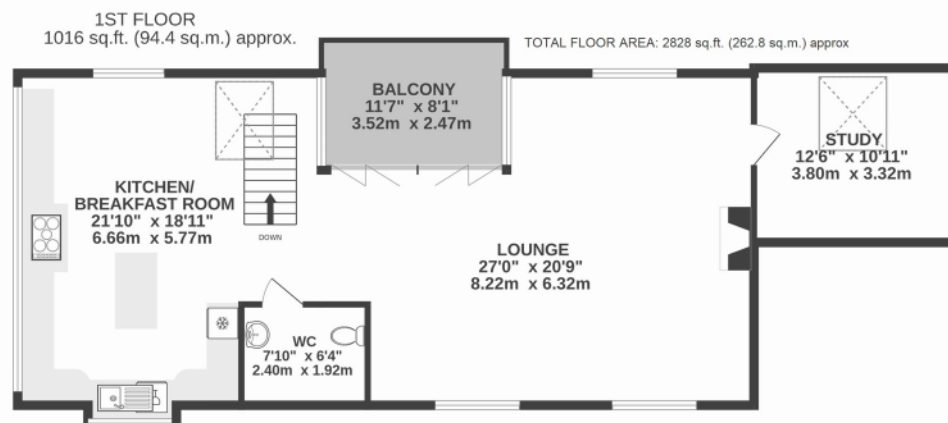 1ST FLOOR
1016 sq.ft. (94.4 sq.m.) approx.
TOTAL FLOOR AREA: 2828 sq.ft. (262.8 sq.m.) approx
BALCONY
11'7" x 8'1"
3.52m x 2.47m
STUDY
12'6" x 10'11"
3.80m x 3.32m
KITCHEN/
BREAKFAST ROOM
21'10" x 18'11"
6.66m x 5.77m
DOWN
LOUNGE
27'0" x 20'9"
8.22m x 6.32m
WC
7'10" x 6'4"
2.40m x 1.92m